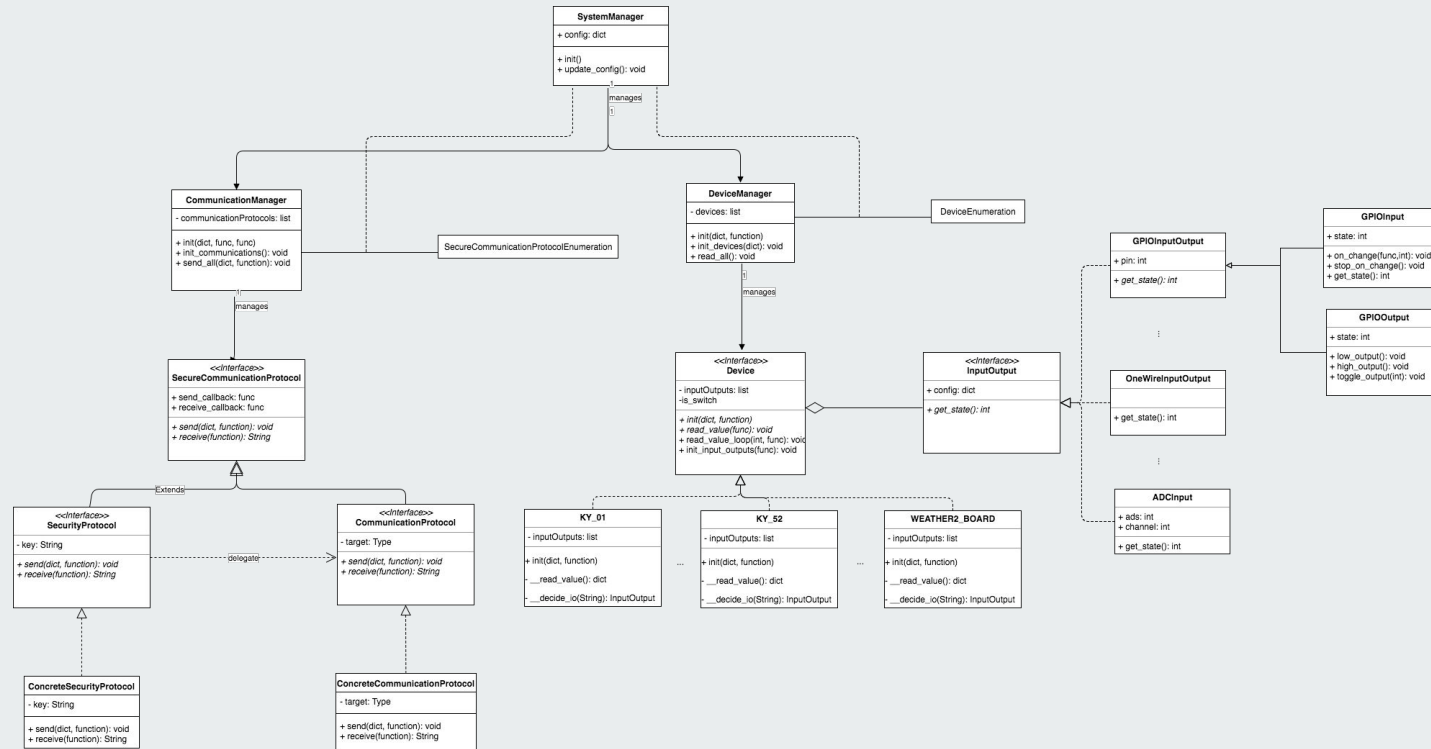 SystemManager
+ config: dict
+ init()
+ update_config(): void
1
manages
1
CommunicationManager
- communicationProtocols: list
+ init(dict, func, func)
+ init_communications(): void
+ send_all(dict, function): void
SecureCommunicationProtocolEnumeration
DeviceManager
- devices: list
+ init(dict, function)
+ init_devices(dict): void
+ read_all(): void
DeviceEnumeration
1
manages
1
manages
<<Interface>>
SecureCommunicationProtocol
+ send_callback: func
+ receive_callback: func
+ send(dict, function): void
+ receive(function): String
Extends
<<Interface>>
SecurityProtocol
- key: String
+ send(dict, function): void
+ receive(function): String
delegate
<<Interface>>
CommunicationProtocol
- target: Type
+ send(dict, function): void
+ receive(function): String
ConcreteSecurityProtocol
- key: String
+ send(dict, function): void
+ receive(function): String
ConcreteCommunicationProtocol
- target: Type
+ send(dict, function): void
+ receive(function): String
<<Interface>>
Device
- inputOutputs: list
-is_switch
+ init(dict, function)
+ read_value(func): void
+ read_value_loop(int, func): void
+ init_input_outputs(func): void
<<Interface>>
InputOutput
+ config: dict
+ get_state(): int
KY_01
- inputOutputs: list
+ init(dict, function)
- __read_value(): dict
- __decide_io(String): InputOutput
...
KY_52
- inputOutputs: list
+ init(dict, function)
- __read_value(): dict
- __decide_io(String): InputOutput
...
WEATHER2_BOARD
- inputOutputs: list
+ init(dict, function)
- __read_value(): dict
- __decide_io(String): InputOutput
GPIOInputOutput
+ pin: int
+ get_state(): int
...
OneWireInputOutput
+ get_state(): int
...
ADCInput
+ ads: int
+ channel: int
+ get_state(): int
GPIOInput
+ state: int
+ on_change(func,int): void
+ stop_on_change(): void
+ get_state(): int
GPIOOutput
+ state: int
+ low_output(): void
+ high_output(): void
+ toggle_output(int): void